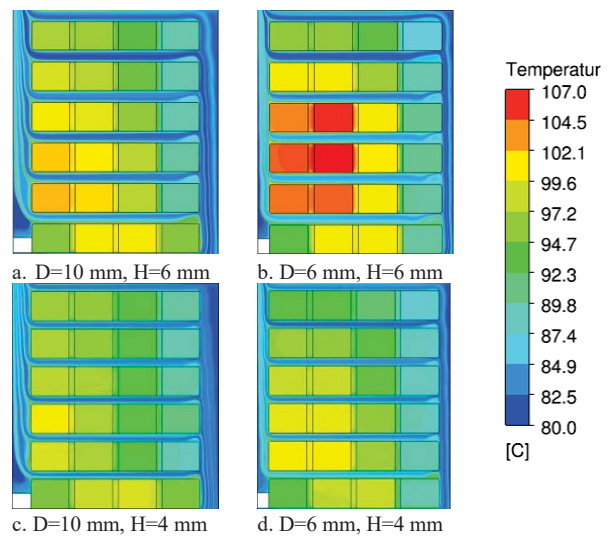 Temperatur
107.0
104.5
102.1
99.6
97.2
94.7
92.3
89.8
87.4
84.9
82.5
80.0
[C]
a. D=10 mm, H=6 mm
b. D=6 mm, H=6 mm
c. D=10 mm, H=4 mm
d. D=6 mm, H=4 mm